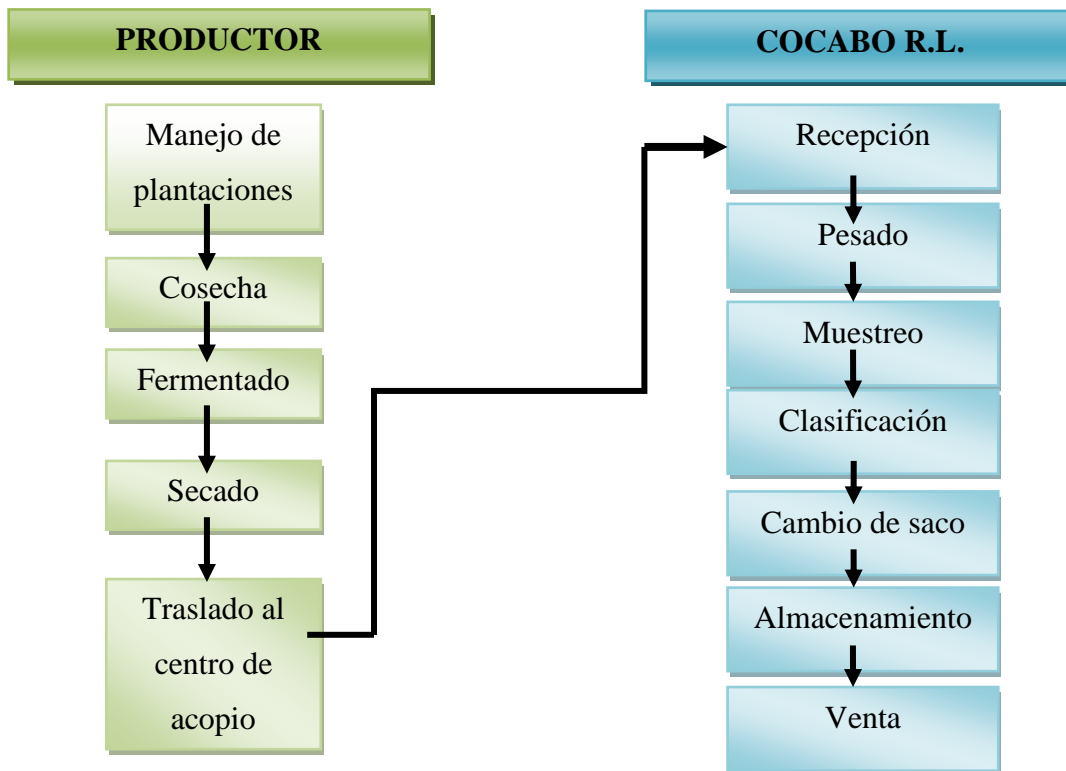 PRODUCTOR
Manejo de
plantaciones
Cosecha
Fermentado
Secado
Traslado al
centro de
acopio
COCABO R.L.
Recepción
Pesado
Muestreo
Clasificación
Cambio de saco
Almacenamiento
Venta